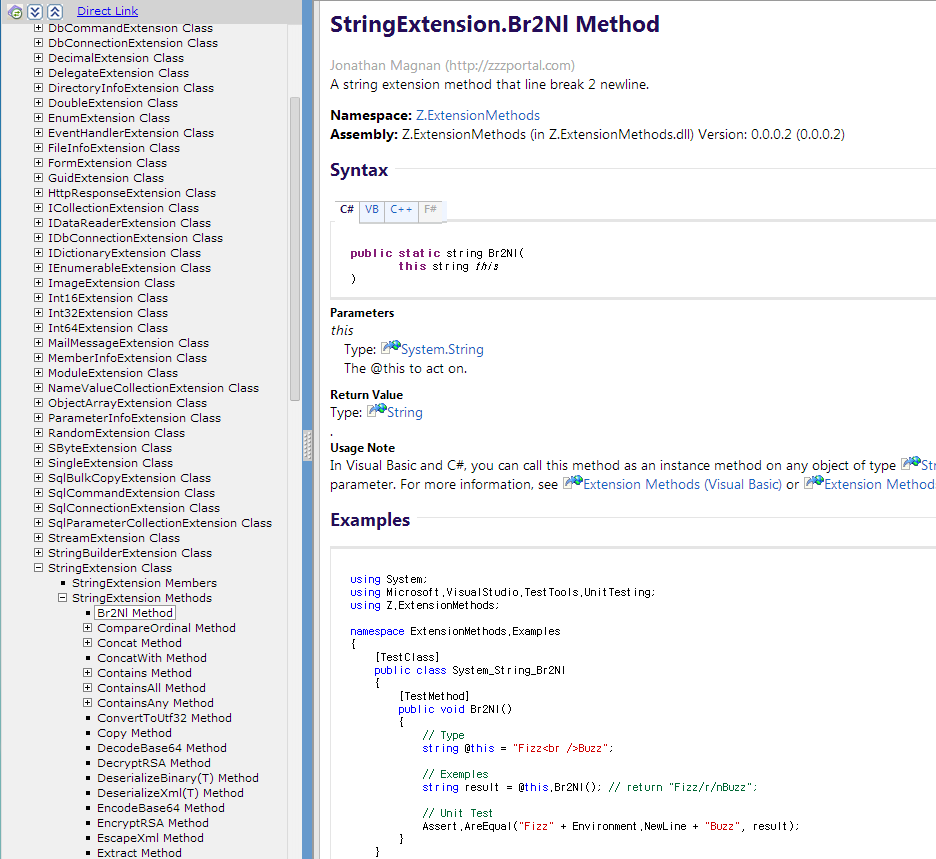 Direct Link
DbCommandExtension Class
DbConnectionExtension Class
DecimalExtension Class
DelegateExtension Class
DirectoryInfoExtension Class
DoubleExtension Class
EnumExtension Class
EventHandlerExtension Class
FileInfoExtension Class
FormExtension Class
GuidExtension Class
HttpResponseExtension Class
ICollectionExtension Class
IDataReaderExtension Class
IDbConnectionExtension Class
IDictionaryExtension Class
IEnumerableExtension Class
ImageExtension Class
Int16Extension Class
Int32Extension Class
Int64Extension Class
MailMessageExtension Class
MemberInfoExtension Class
ModuleExtension Class
NameValueCollectionExtension Class
ObjectArrayExtension Class
ParameterInfoExtension Class
RandomExtension Class
SByteExtension Class
SingleExtension Class
SqlBulkCopyExtension Class
SqlCommandExtension Class
SqlConnectionExtension Class
SqlParameterCollectionExtension Class
StreamExtension Class
StringBuilderExtension Class
StringExtension Class
StringExtension Members
StringExtension Methods
Br2Nl Method
CompareOrdinal Method
Concat Method
ConcatWith Method
Contains Method
ContainsAll Method
ContainsAny Method
ConvertToUtf32 Method
Copy Method
DecodeBase64 Method
DecryptRSA Method
DeserializeBinary(T) Method
DeserializeXml(T) Method
EncodeBase64 Method
EncryptRSA Method
EscapeXml Method
Extract Method
StringExtension.Br2Nl Method
Jonathan Magnan (http://zzzportal.com)
A string extension method that line break 2 newline.
Namespace: Z.ExtensionMethods
Assembly: Z.ExtensionMethods (in Z.ExtensionMethods.dll) Version: 0.0.0.2 (0.0.0.2)
Syntax
C# VB C++ F#
public static string Br2Nl(
this string this
)
Parameters
this
Type: System.String
The @this to act on.
Return Value
Type: String
.
Usage Note
In Visual Basic and C#, you can call this method as an instance method on any object of type Str
parameter. For more information, see Extension Methods (Visual Basic) or Extension Methods
Examples
using System;
using Microsoft.VisualStudio.TestTools.UnitTesting;
using Z.ExtensionMethods;
namespace ExtensionMethods.Examples
{
[TestClass]
public class System_String_Br2Nl
{
[TestMethod]
public void Br2Nl()
{
// Type
string @this = "Fizz<br />Buzz";
// Exemples
string result = @this.Br2Nl(); // return "Fizz/r/nBuzz";
// Unit Test
Assert.AreEqual("Fizz" + Environment.NewLine + "Buzz", result);
}
}